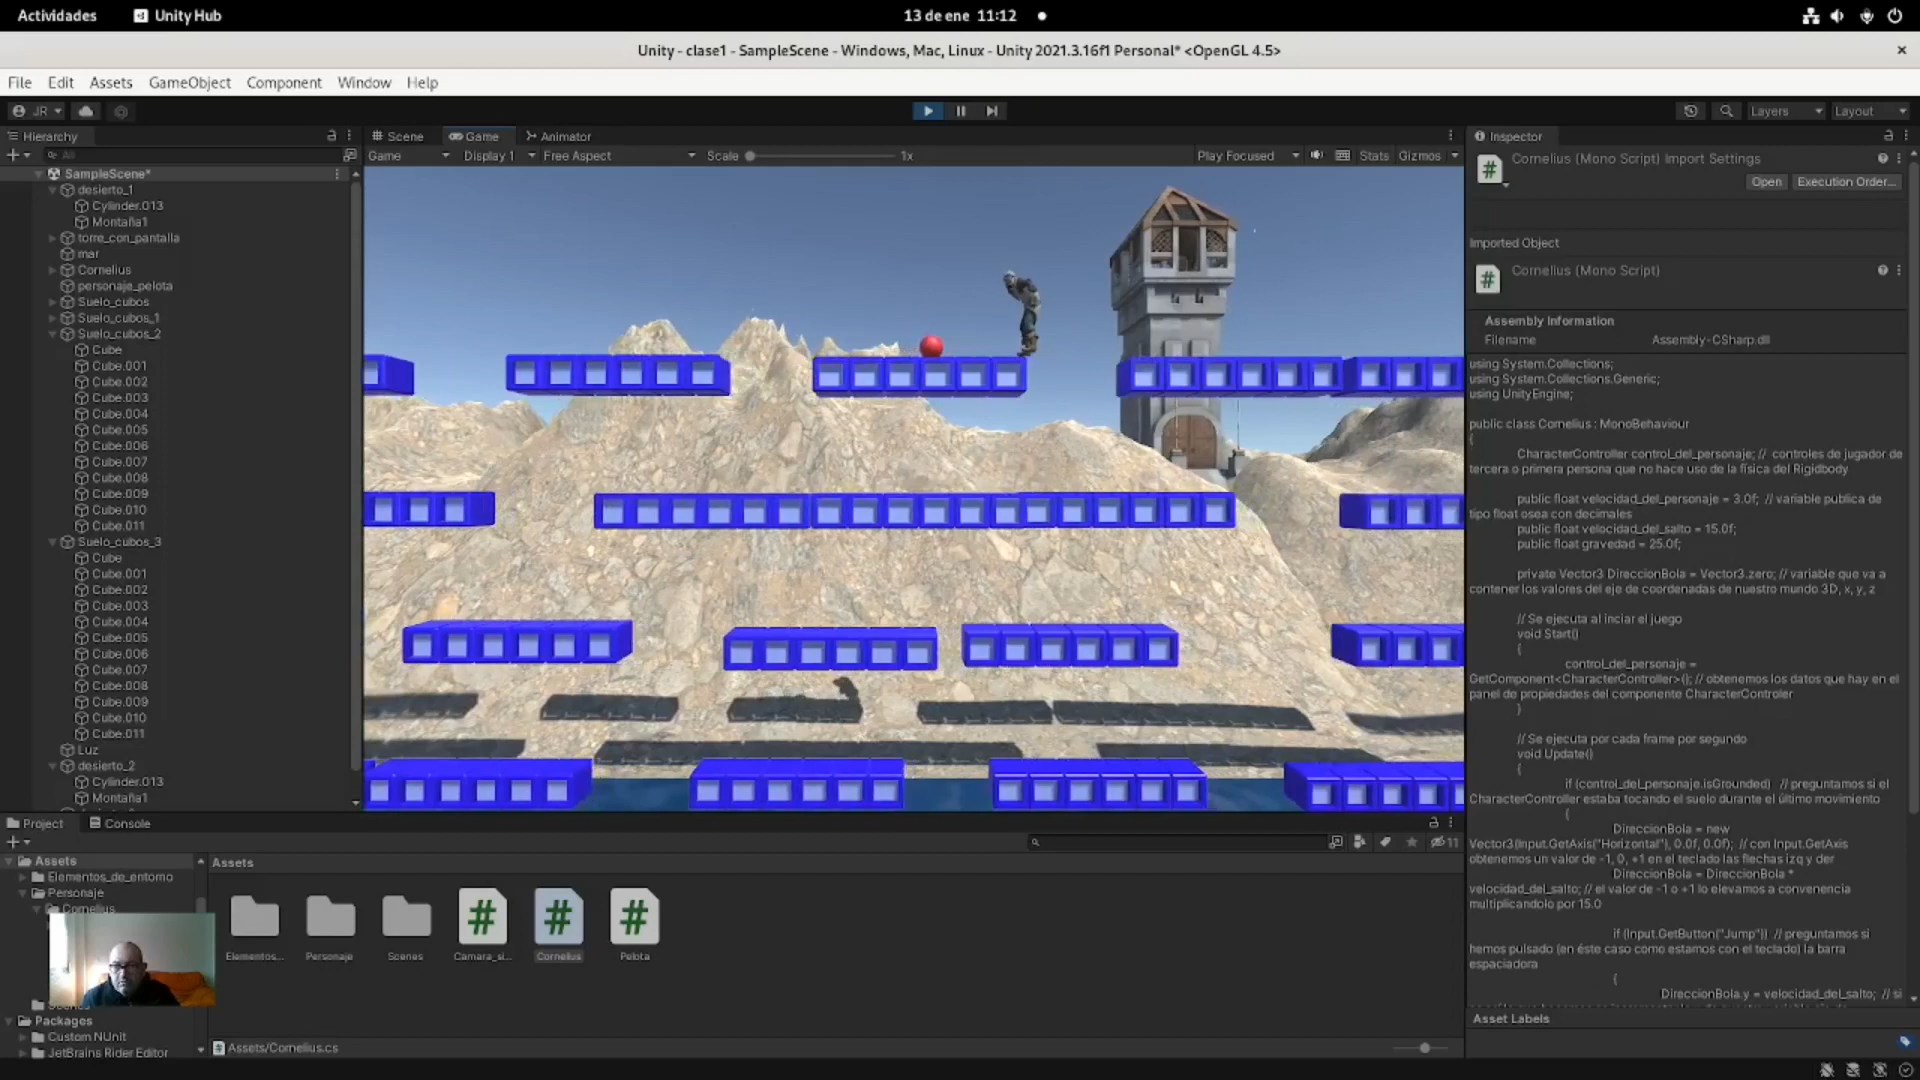 Actividades
Unity Hub
13 de ene 11:12
Unity - clase1 - SampleScene - Windows, Mac, Linux - Unity 2021.3.16f1 Personal* <OpenGL 4.5>
File Edit Assets GameObject Component Window Help
JR
Layers
Layout
Hierarchy
All
SampleScene*
desierto_1
Cylinder.013
Montaña1
torre_con_pantalla
mar
Cornelius
personaje_pelota
Suelo_cubos
Suelo_cubos_1
Suelo_cubos_2
Cube
Cube.001
Cube.002
Cube.003
Cube.004
Cube.005
Cube.006
Cube.007
Cube.008
Cube.009
Cube.010
Cube.011
Suelo_cubos_3
Cube
Cube.001
Cube.002
Cube.003
Cube.004
Cube.005
Cube.006
Cube.007
Cube.008
Cube.009
Cube.010
Cube.011
Luz
desierto_2
Cylinder.013
Montaña1
Scene Game Animator
Game Display 1 Free Aspect Scale 1x Play Focused Stats Gizmos
Inspector
Cornelius (Mono Script) Import Settings
Open Execution Order...
Imported Object
Cornelius (Mono Script)
Assembly Information
Filename Assembly-CSharp.dll
using System.Collections;
using System.Collections.Generic;
using UnityEngine;
public class Cornelius : MonoBehaviour
{
CharacterController control_del_personaje; // controles de jugador de
tercera o primera persona que no hace uso de la física del Rigidbody
public float velocidad_del_personaje = 3.0f; // variable publica de
tipo float osea con decimales
public float velocidad_del_salto = 15.0f;
public float gravedad = 25.0f;
private Vector3 DireccionBola = Vector3.zero; // variable que va a
contener los valores del eje de coordenadas de nuestro mundo 3D, x, y, z
// Se ejecuta al inciar el juego
void Start()
{
control_del_personaje =
GetComponent<CharacterController>(); // obtenemos los datos que hay en el
panel de propiedades del componente CharacterControler
}
// Se ejecuta por cada frame por segundo
void Update()
{
if (control_del_personaje.isGrounded) // preguntamos si el
CharacterController estaba tocando el suelo durante el último movimiento
{
DireccionBola = new
Vector3(Input.GetAxis("Horizontal"), 0.0f, 0.0f); // con Input.GetAxis
obtenemos un valor de -1, 0, +1 en el teclado las flechas izq y der
DireccionBola = DireccionBola *
velocidad_del_salto; // el valor de -1 o +1 lo elevamos a convenencia
multiplicandolo por 15.0
if (Input.GetButton("Jump")) // preguntamos si
hemos pulsado (en éste caso como estamos con el teclado) la barra
espaciadora
{
DireccionBola.y = velocidad_del_salto; // si
Asset Labels
Project Console
11
Assets
Elementos_de_entorno
Personaje
Cornelius
Packages
Custom NUnit
JetBrains Rider Editor
Assets
Elementos...
Personaje
Scenes
Camara_si...
Cornelius
Pelota
Assets/Cornelius.cs